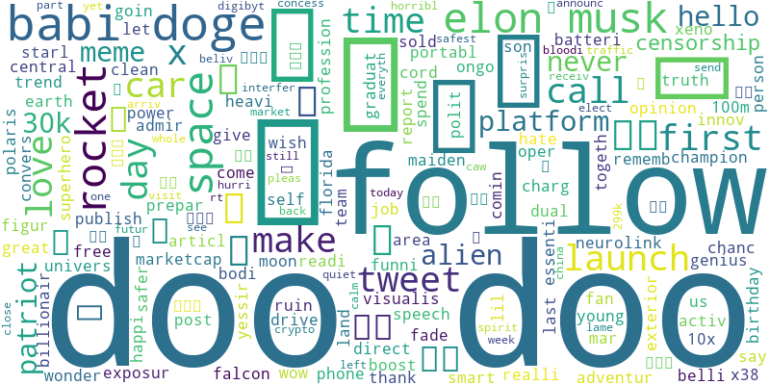 part
yet
goin
digibyt
concess
let
babi doge
time
elon musk
horribl
announc
hello
meme
x
starl
central
trend
clean
earth
care
beliv
interfer
heavi
market
profession
graduat
everyth
cord
report
spend
sold
portabl
ongo
safest
son
surpris
batteri
bloodi
traffic
receiv
never
call
xeno
censorship
send
truth
person
opinion
100m
innov
elect
platform
first
polit
30k
love
superhero
rocket
arriv
power
admir
whole
day
space
give
come
hurri
rt
visit
prepar
wish
still
pleas
self
back
florida
team
today
job
follow
maiden
caw
hate
oper
charg
dual
togeth
comin
rememb
champion
299k
polaris
convers
one
figur
great
publish
futur
free
see
articl
make
univers
marketcap
moon
readi
bodi
quiet
area
funni
alien
tweet
last
essenti
china
launch
neurolink
chanc
genius
patriot
billionair
close
doo doo
happi
safer
post
yessir
ruin
drive
crypto
visualis
land
calm
speech
fade
direct
left
boost
lil
spirit
week
fan
young
lame
mar
exterior
us
activ
10x
birthday
say
wonder
exposur
falcon
wow
phone
thank
smart
realli
adventur
belli
x38